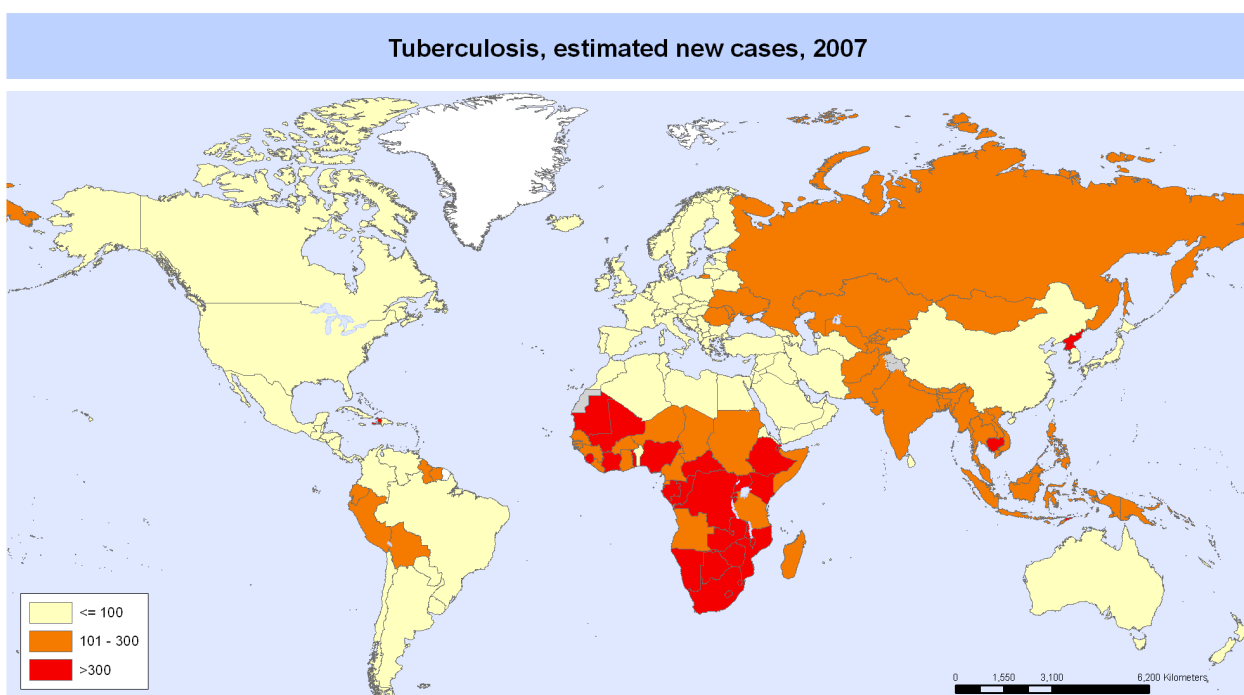 Tuberculosis, estimated new cases, 2007
<= 100
101 - 300
>300
0 1,550 3,100 6,200 Kilometers